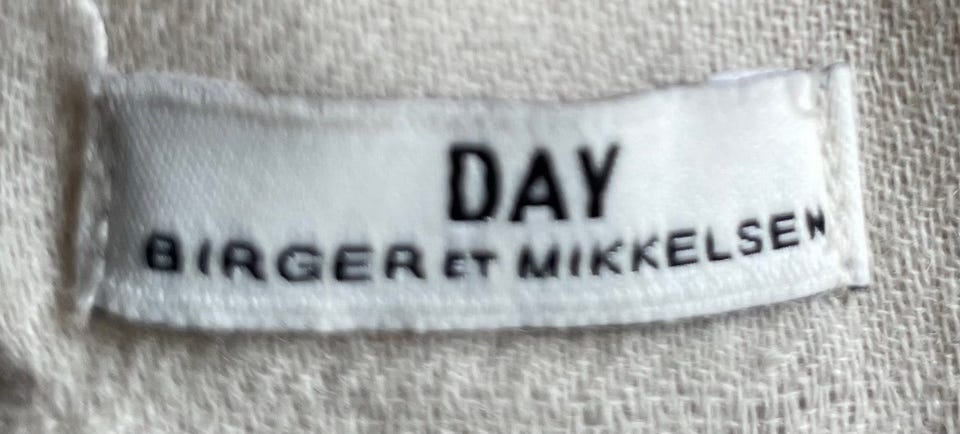 DAY
BIRGER ET MIKKELSEN